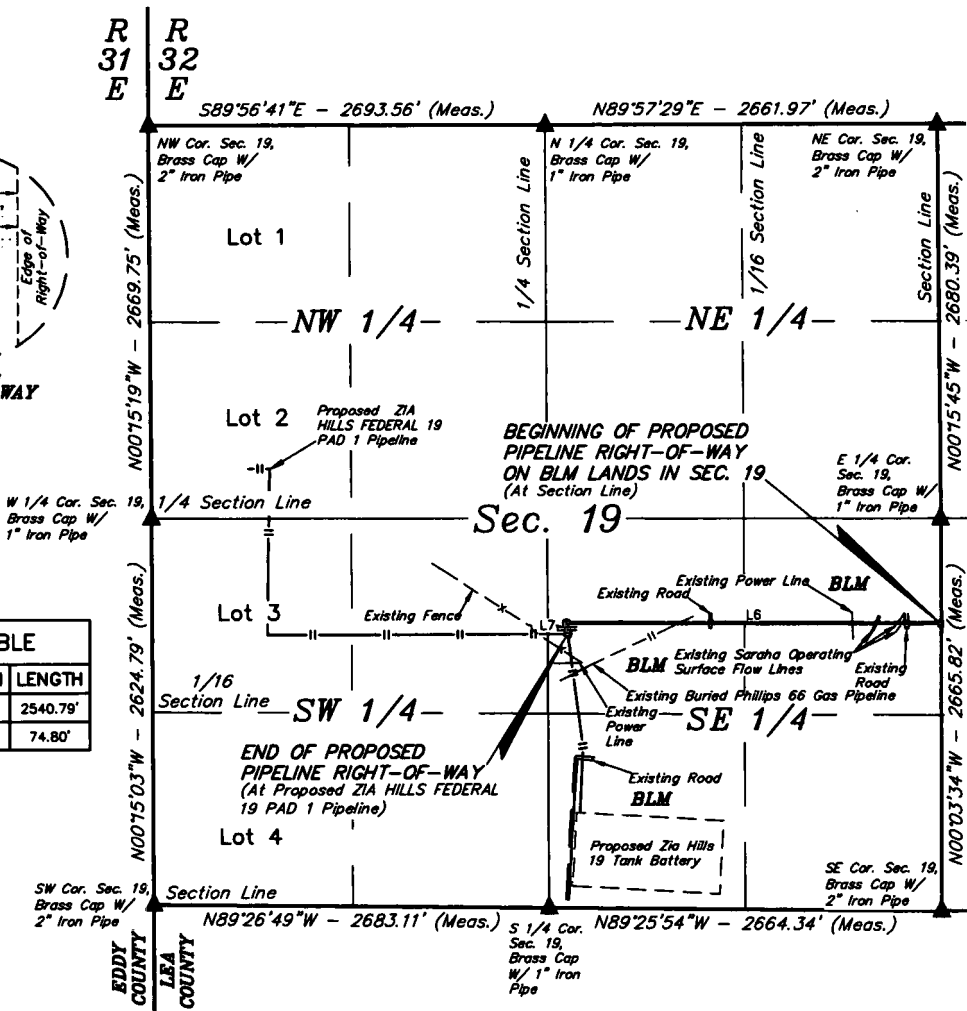 R
31
E
R
32
E
S89°56'41"E - 2693.56' (Meas.)
N89°57'29"E - 2661.97' (Meas.)
NW Cor. Sec. 19,
Brass Cap W/
2" Iron Pipe
N 1/4 Cor. Sec. 19,
Brass Cap W/
1" Iron Pipe
NE Cor. Sec. 19,
Brass Cap W/
2" Iron Pipe
Edge of
Right-of-Way
WAY
N00°15'19"W - 2669.75' (Meas.)
Lot 1
1/4 Section Line
1/16 Section Line
Section Line
N00°15'45"W - 2680.39' (Meas.)
NW 1/4
NE 1/4
Lot 2
Proposed ZIA
HILLS FEDERAL 19
PAD 1 Pipeline
BEGINNING OF PROPOSED
PIPELINE RIGHT-OF-WAY
ON BLM LANDS IN SEC. 19
(At Section Line)
E 1/4 Cor.
Sec. 19,
Brass Cap W/
1" Iron Pipe
W 1/4 Cor. Sec. 19,
Brass Cap W/
1" Iron Pipe
1/4 Section Line
Sec. 19
Lot 3
Existing Fence
L7
Existing Road
Existing Power Line
BLM
L6
BLM
Existing Saraha Operating
Surface Flow Lines
Existing
Road
Existing Buried Phillips 66 Gas Pipeline
Existing
Power
Line
BLE
LENGTH
2540.79'
74.80'
N00°15'03"W - 2624.79' (Meas.)
1/16
Section Line
SW 1/4
SE 1/4
N00°03'34"W - 2665.82' (Meas.)
END OF PROPOSED
PIPELINE RIGHT-OF-WAY
(At Proposed ZIA HILLS FEDERAL
19 PAD 1 Pipeline)
Existing Road
BLM
Lot 4
Proposed Zia Hills
19 Tank Battery
SW Cor. Sec. 19,
Brass Cap W/
2" Iron Pipe
Section Line
SE Cor. Sec. 19,
Brass Cap W/
2" Iron Pipe
N89°26'49"W - 2683.11' (Meas.)
S 1/4 Cor.
Sec. 19,
Brass Cap
W/ 1" Iron
Pipe
N89°25'54"W - 2664.34' (Meas.)
EDDY
COUNTY
LEA
COUNTY